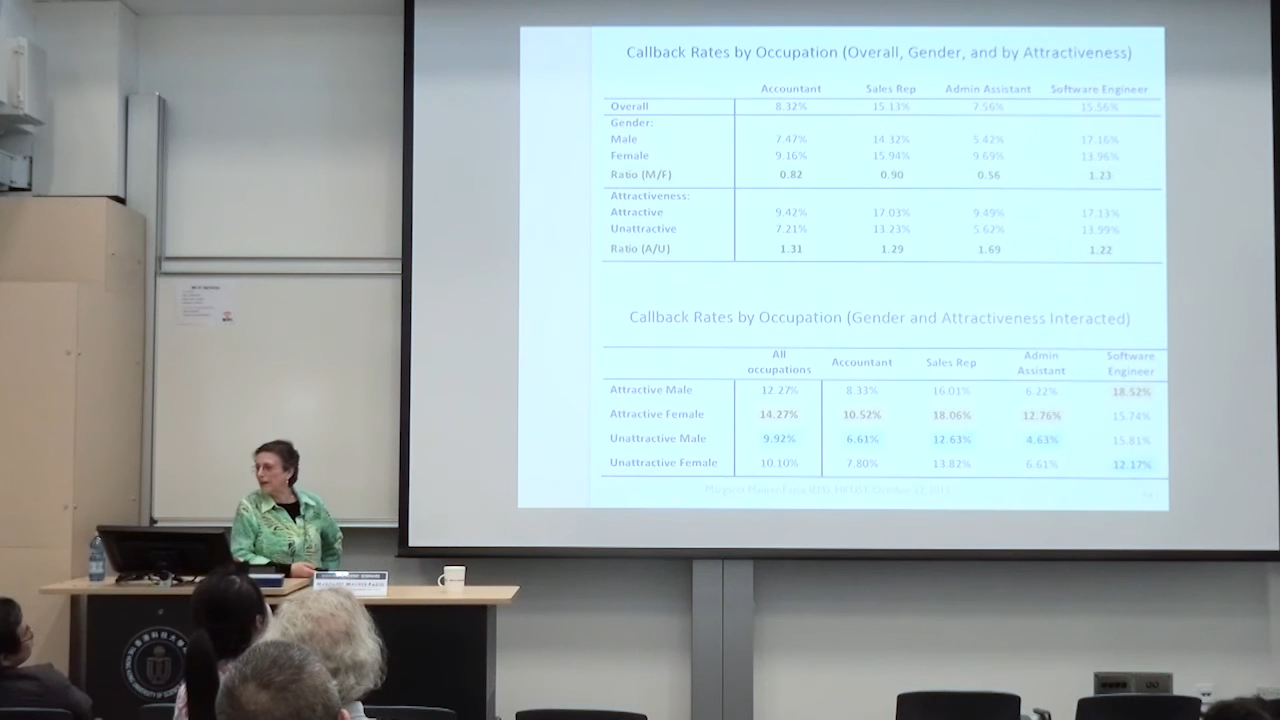 Callback Rates by Occupation (Overall, Gender, and by Attractiveness)
Accountant Sales Rep Admin Assistant Software Engineer
Overall 8.32% 15.13% 7.56% 15.56%
Gender:
Male 7.47% 14.32% 5.42% 17.16%
Female 9.16% 15.94% 9.69% 13.96%
Ratio (M/F) 0.82 0.90 0.56 1.23
Attractiveness:
Attractive 9.42% 17.03% 9.49% 17.13%
Unattractive 7.21% 13.23% 5.62% 13.99%
Ratio (A/U) 1.31 1.29 1.69 1.22
Callback Rates by Occupation (Gender and Attractiveness Interacted)
All occupations Accountant Sales Rep Admin Assistant Software Engineer
Attractive Male 12.27% 8.33% 16.01% 6.22% 18.52%
Attractive Female 14.27% 10.52% 18.06% 12.76% 15.74%
Unattractive Male 9.92% 6.61% 12.63% 4.63% 15.81%
Unattractive Female 10.10% 7.80% 13.82% 6.61% 12.17%
香港科技大學